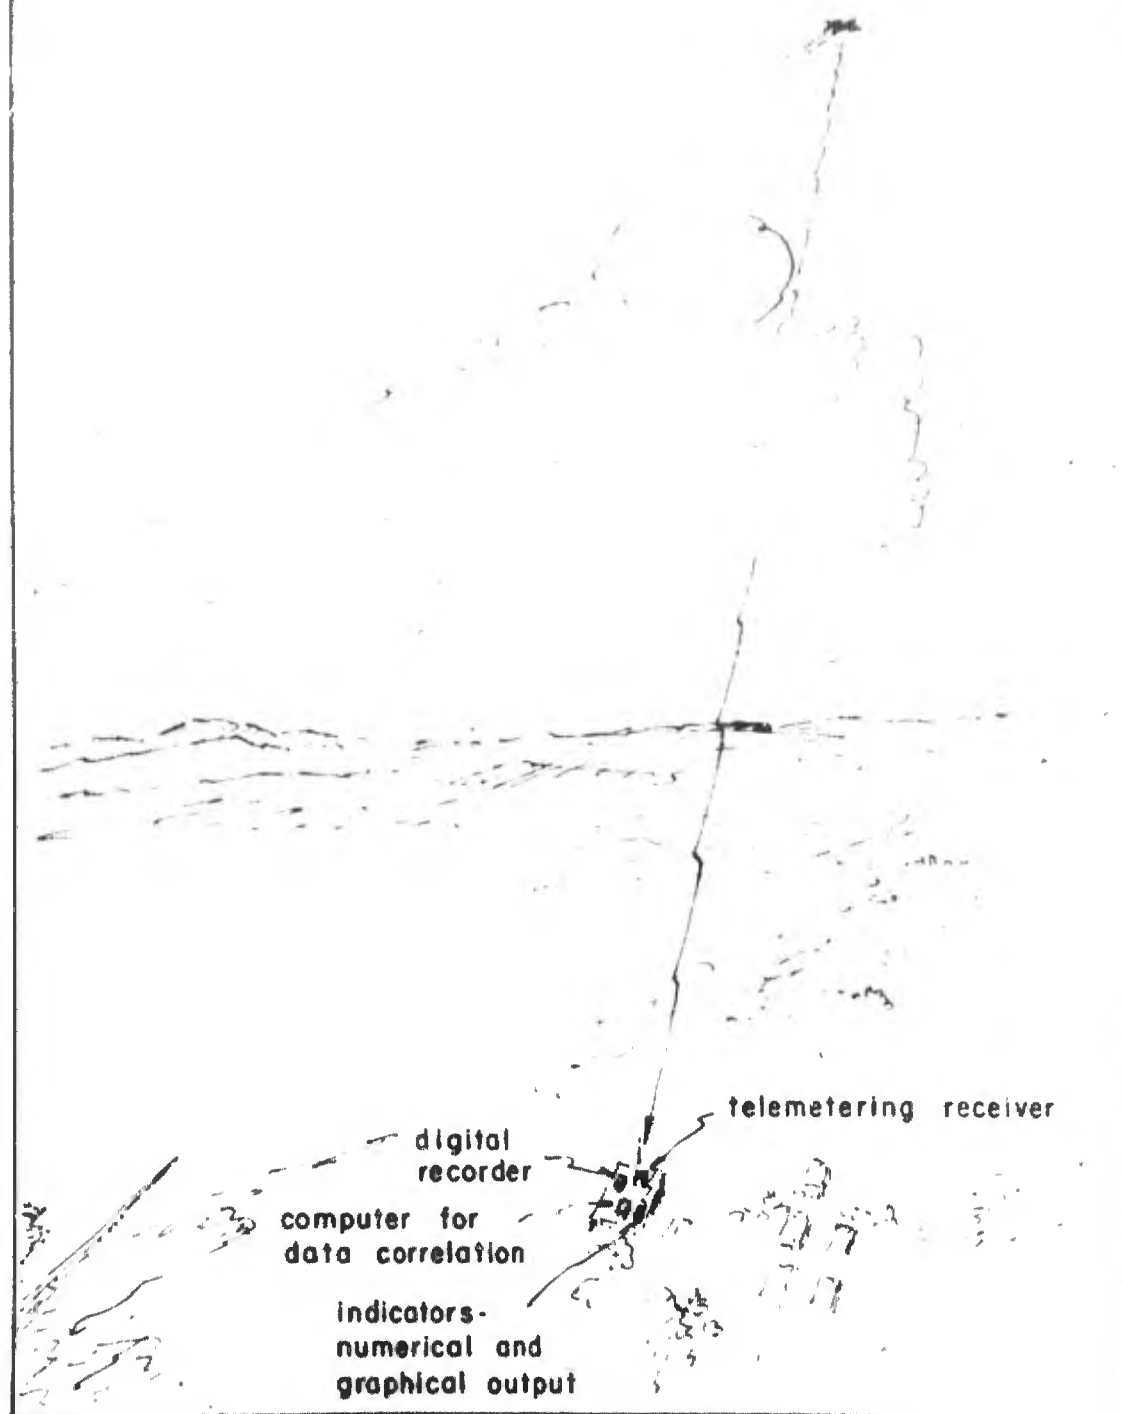 telemetering receiver
digital
recorder
computer for
data correlation
indicators-
numerical and
graphical output